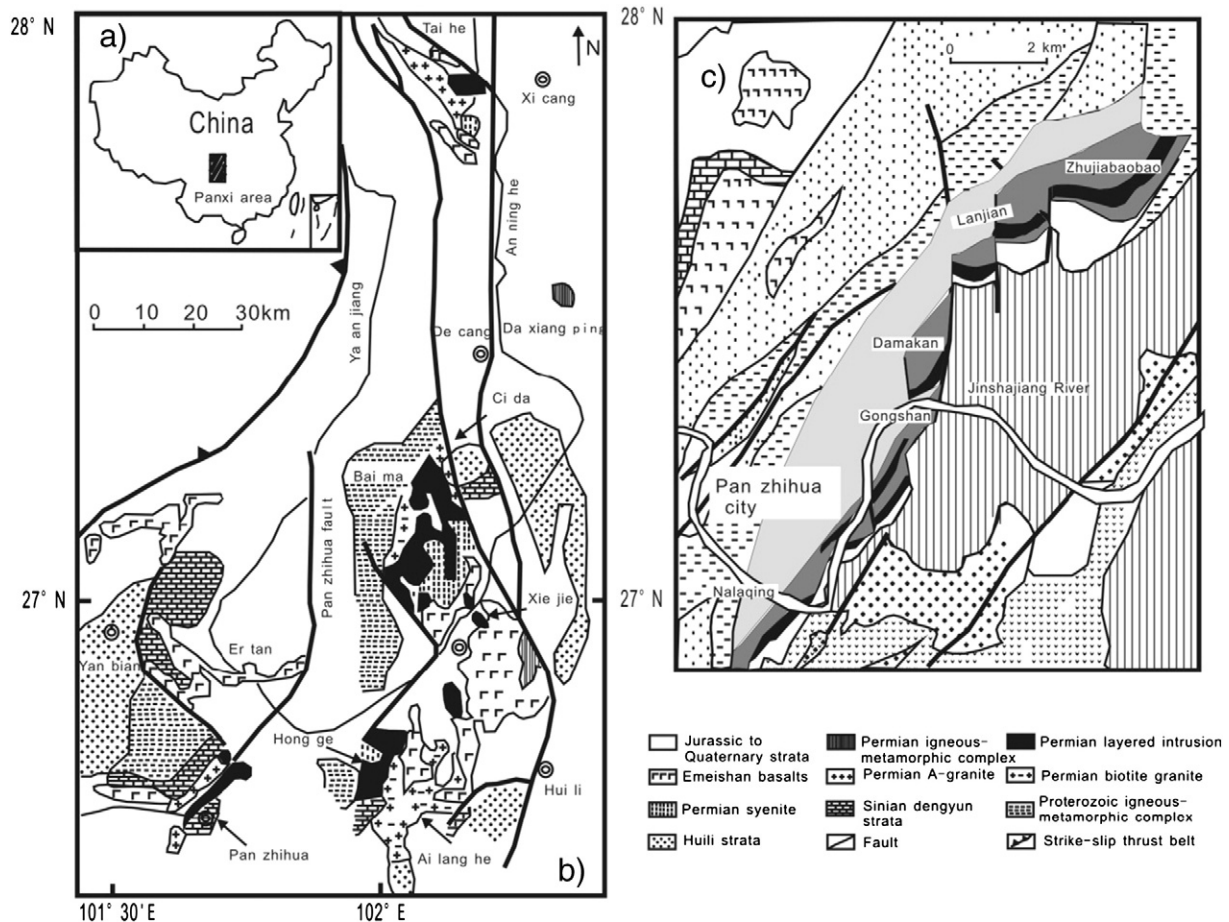 28° N
a)
China
Panxi area
Tai he
N
Xi cang
0 10 20 30km
Ya an jiang
An ning he
De cang
Da xiang ping
Ci da
Bai ma
Pan zhihua fault
27° N
Xie jie
Yan bian
Er tan
Hong ge
Hui li
Pan zhihua
Ai lang he
b)
101° 30'E
102° E
28° N
c)
0 2 km
Zhujiabaobao
Lanjian
Damakan
Jinshajiang River
Gongshan
Pan zhihua
city
27° N
Nalaqing
Jurassic to
Quaternary strata
Permian igneous-
metamorphic complex
Permian layered intrusion
Emeishan basalts
Permian A-granite
Permian biotite granite
Permian syenite
Sinian dengyun
strata
Proterozoic igneous-
metamorphic complox
Huili strata
Fault
Strike-slip thrust belt